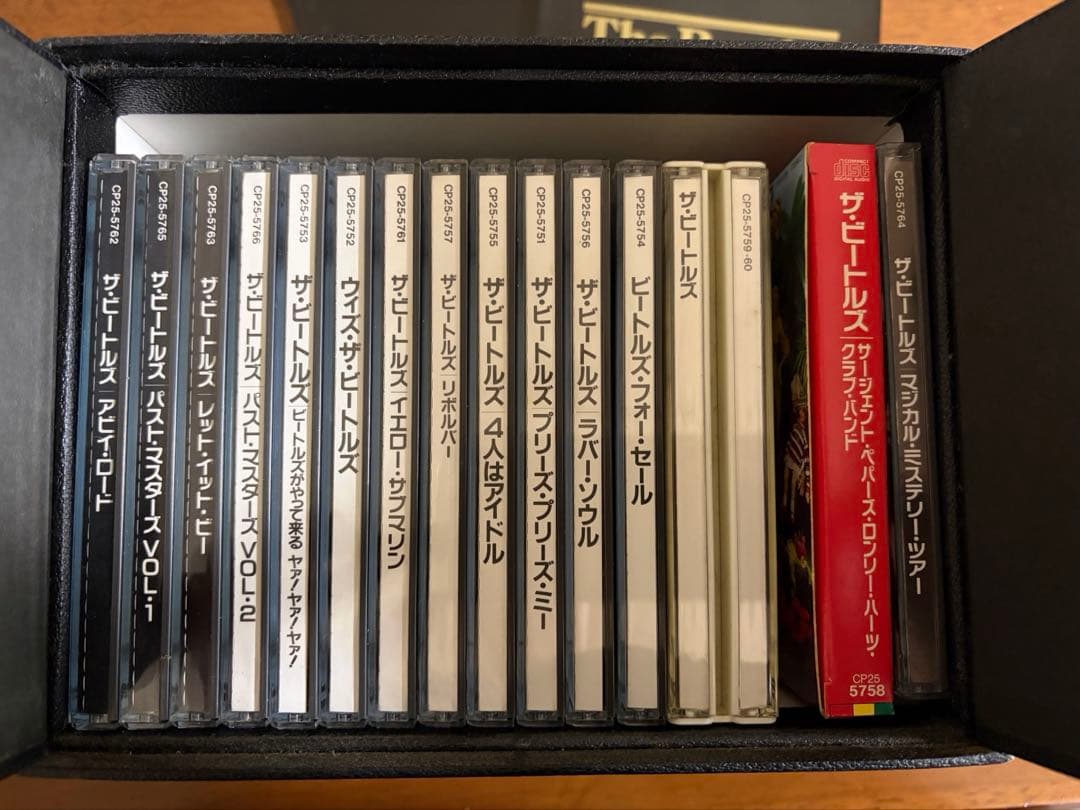 The B
CP25-5762 ザ・ビートルズ | アビイ・ロード
CP25-5765 ザ・ビートルズ | パスト・マスターズ VOL・1
CP25-5763 ザ・ビートルズ | レット・イット・ビー
CP25-5766 ザ・ビートルズ | パスト・マスターズ VOL・2
CP25-5753 ザ・ビートルズ | ビートルズがやって来る ヤァ!ヤァ!ヤァ!
CP25-5752 ウィズ・ザ・ビートルズ
CP25-5761 ザ・ビートルズ | イエロー・サブマリン
CP25-5757 ザ・ビートルズ | リボルバー
CP25-5755 ザ・ビートルズ | 4人はアイドル
CP25-5751 ザ・ビートルズ | プリーズ・プリーズ・ミー
CP25-5756 ザ・ビートルズ | ラバー・ソウル
CP25-5754 ビートルズ・フォー・セール
ザ・ビートルズ
CP25-5759・60
COMPACT
disc
DIGITAL AUDIO
ザ・ビートルズ
サージェント・ペパーズ・ロンリー・ハーツ・
クラブ・バンド
CP25
5758
CP25-5764 ザ・ビートルズ マジカル・ミステリー・ツアー